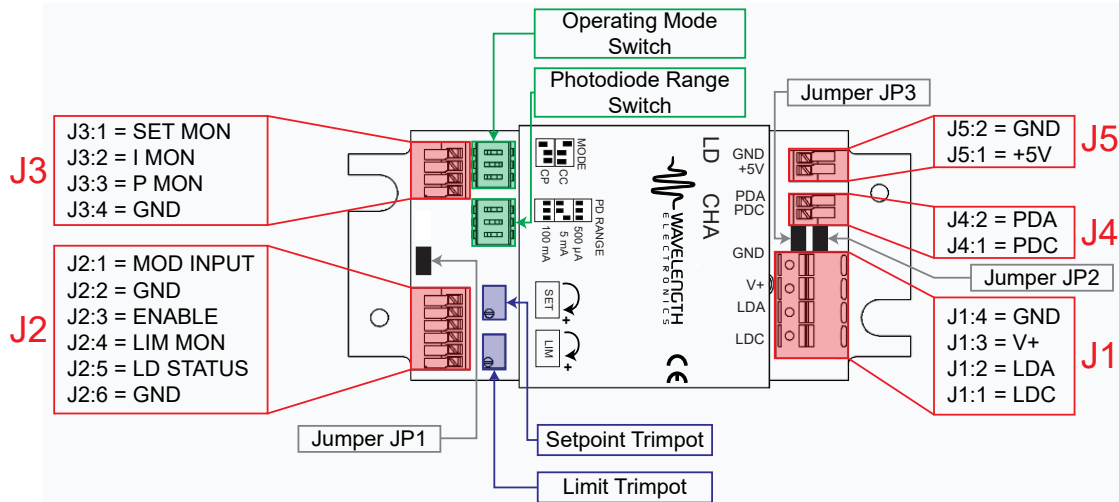 Operating Mode
Switch
Photodiode Range
Switch
Jumper JP3
J3
J3:1 = SET MON
J3:2 = I MON
J3:3 = P MON
J3:4 = GND
J2
J2:1 = MOD INPUT
J2:2 = GND
J2:3 = ENABLE
J2:4 = LIM MON
J2:5 = LD STATUS
J2:6 = GND
MODE
CP
CC
PD RANGE
100 mA
5 mA
500 µA
SET
+
LIM
+
WAVELENGTH
ELECTRONICS
LD CHA
CE
GND
+5V
PDA
PDC
GND
V+
LDA
LDC
J5:2 = GND
J5:1 = +5V
J5
J4:2 = PDA
J4:1 = PDC
J4
Jumper JP2
J1:4 = GND
J1:3 = V+
J1:2 = LDA
J1:1 = LDC
J1
Jumper JP1
Setpoint Trimpot
Limit Trimpot